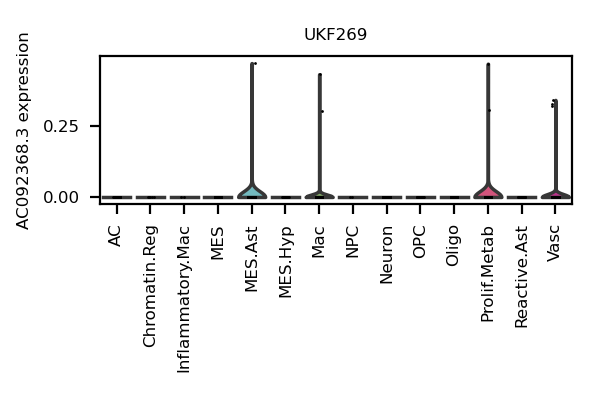 UKF269
AC092368.3 expression
0.25
0.00
AC
Chromatin.Reg
Inflammatory.Mac
MES
MES.Ast
MES.Hyp
Mac
NPC
Neuron
OPC
Oligo
Prolif.Metab
Reactive.Ast
Vasc